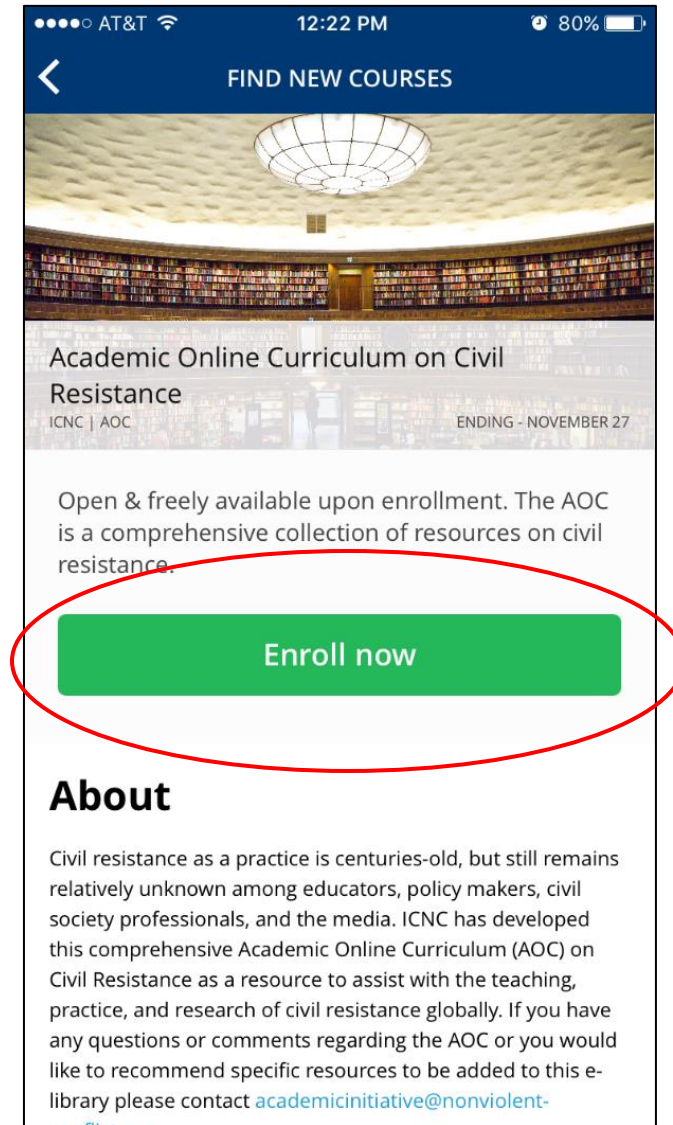 AT&T 12:22 PM 80%
FIND NEW COURSES
Academic Online Curriculum on Civil
Resistance
ICNC | AOC ENDING - NOVEMBER 27
Open & freely available upon enrollment. The AOC
is a comprehensive collection of resources on civil
resistance.
Enroll now
About
Civil resistance as a practice is centuries-old, but still remains
relatively unknown among educators, policy makers, civil
society professionals, and the media. ICNC has developed
this comprehensive Academic Online Curriculum (AOC) on
Civil Resistance as a resource to assist with the teaching,
practice, and research of civil resistance globally. If you have
any questions or comments regarding the AOC or you would
like to recommend specific resources to be added to this e-
library please contact academicinitiative@nonviolent-